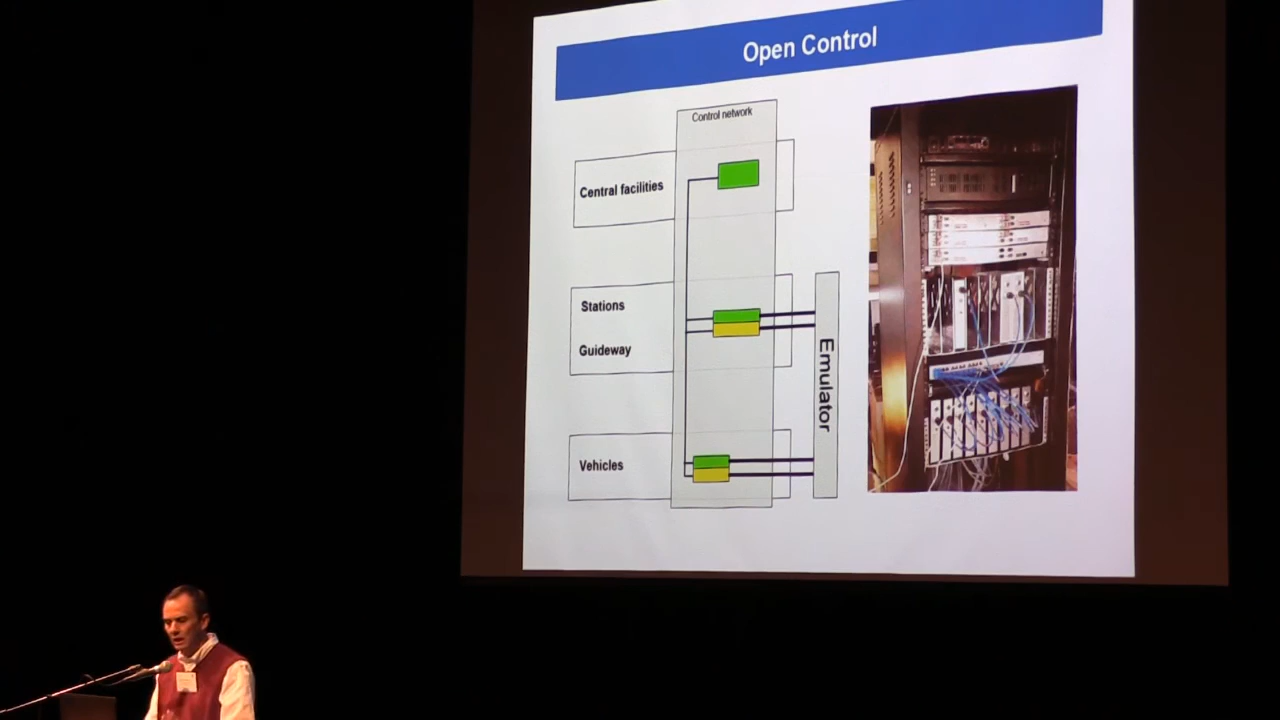 Open Control
Control network
Central facilities
Stations
Guideway
Vehicles
Emulator